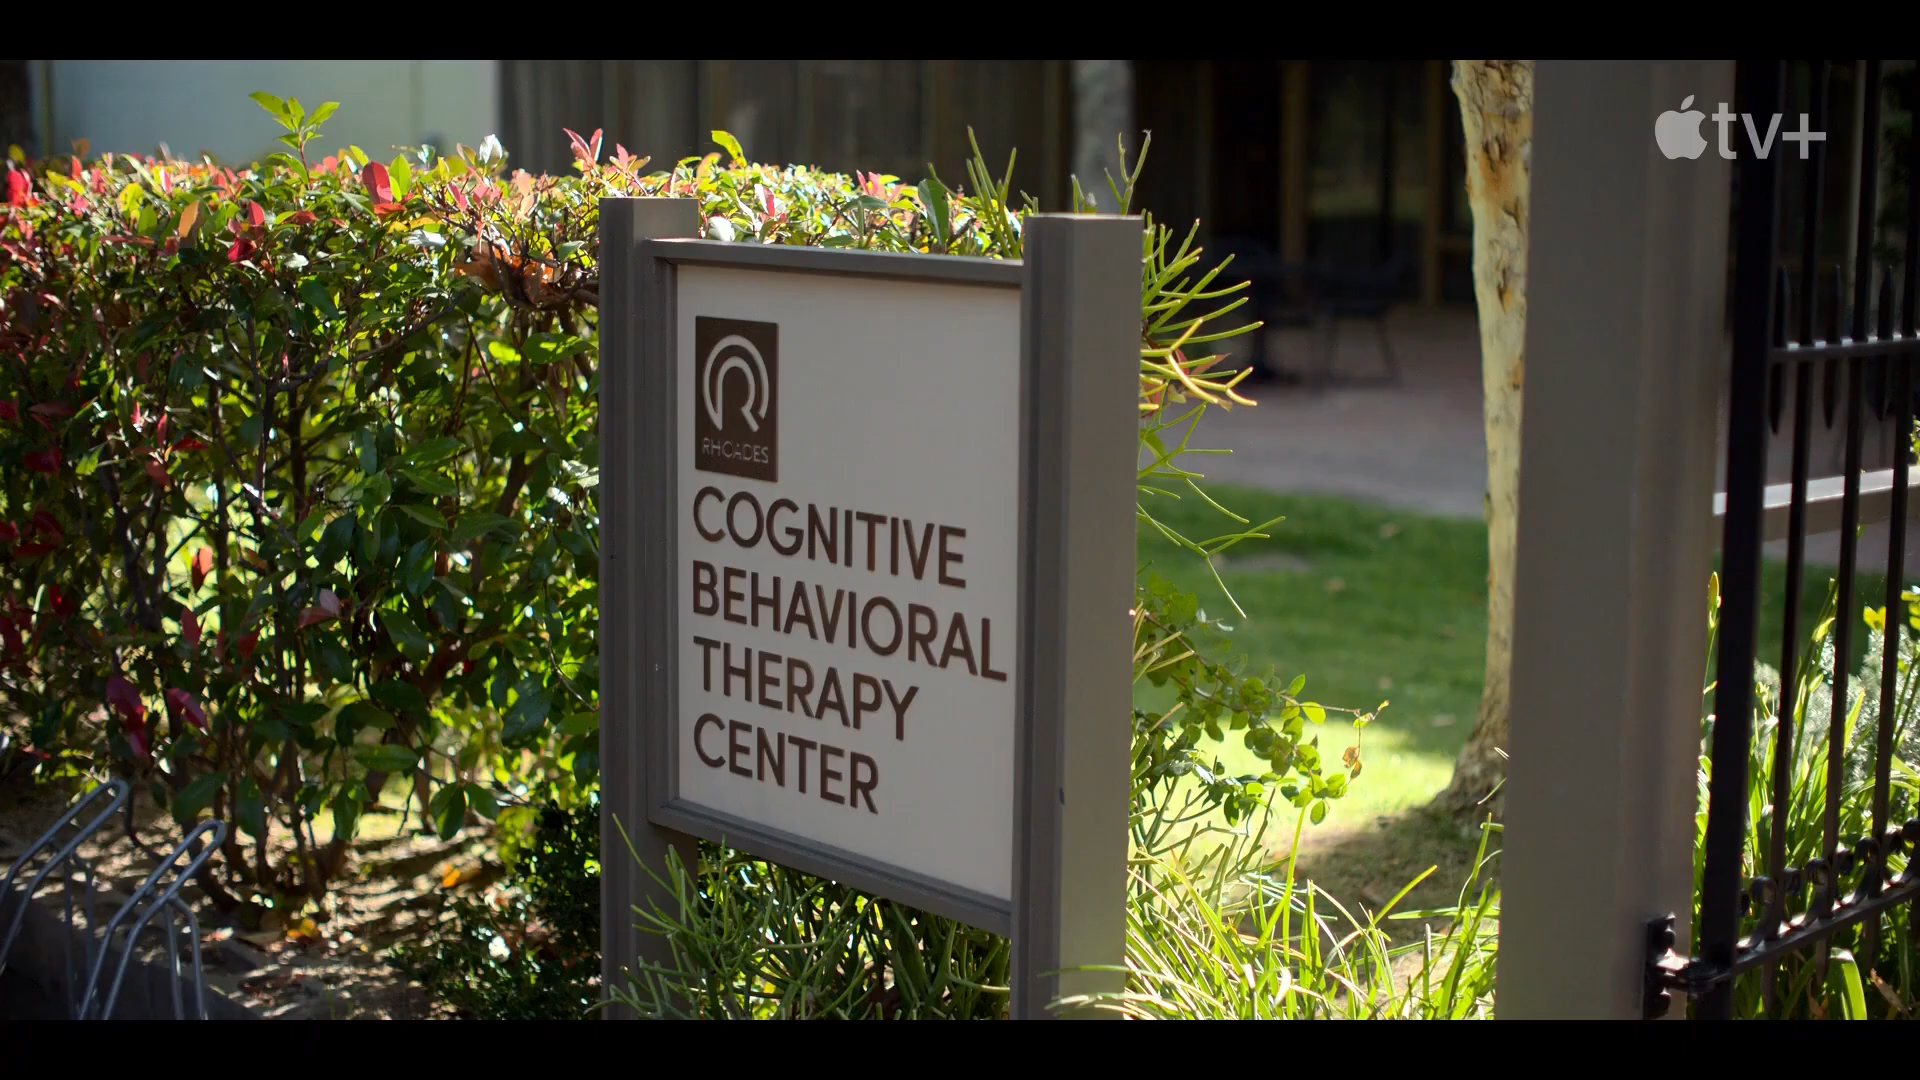 tv+
RHOADES
COGNITIVE
BEHAVIORAL
THERAPY
CENTER